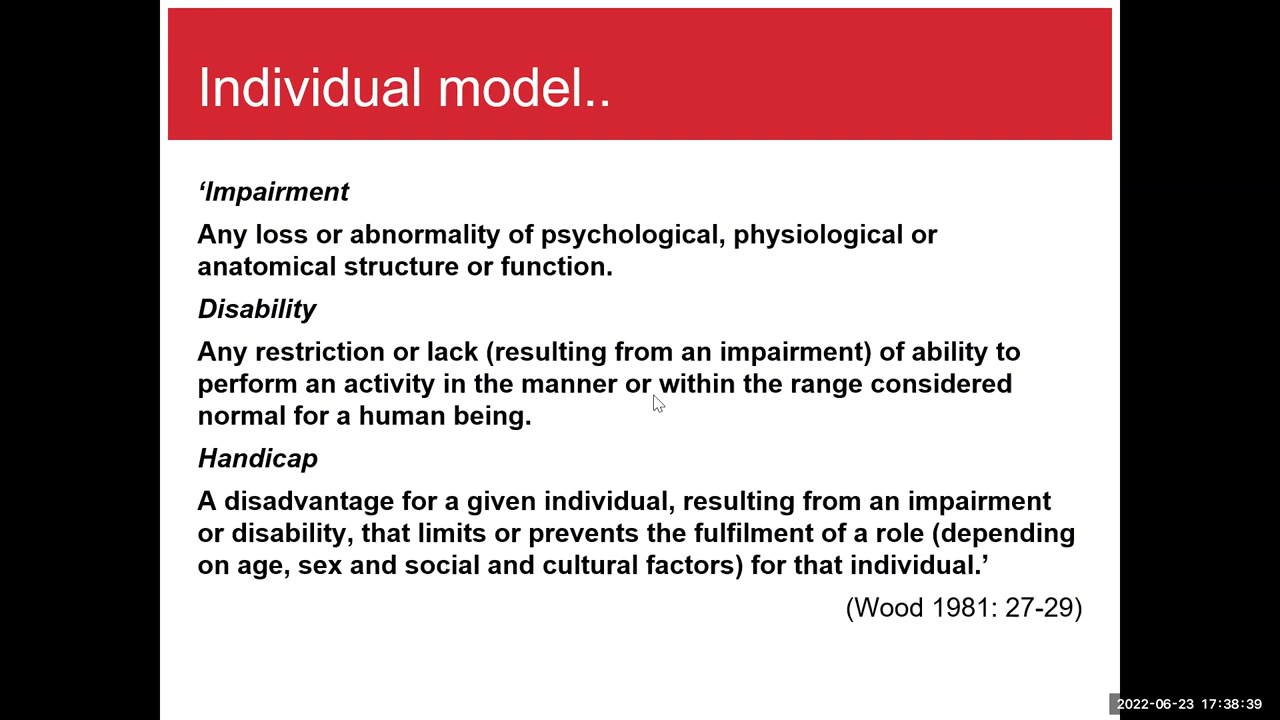 Individual model..
‘Impairment
Any loss or abnormality of psychological, physiological or
anatomical structure or function.
Disability
Any restriction or lack (resulting from an impairment) of ability to
perform an activity in the manner or within the range considered
normal for a human being.
Handicap
A disadvantage for a given individual, resulting from an impairment
or disability, that limits or prevents the fulfilment of a role (depending
on age, sex and social and cultural factors) for that individual.’
(Wood 1981: 27-29)
2022-06-23 17:38:39